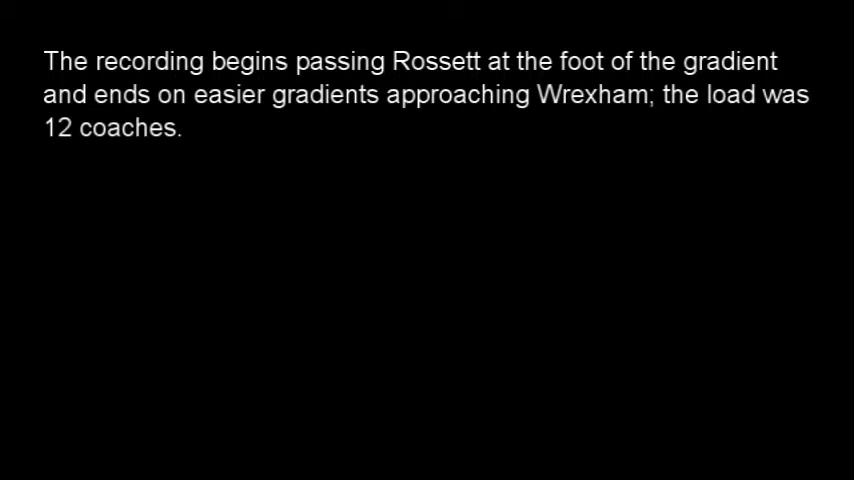 The recording begins passing Rossett at the foot of the gradient
and ends on easier gradients approaching Wrexham; the load was
12 coaches.